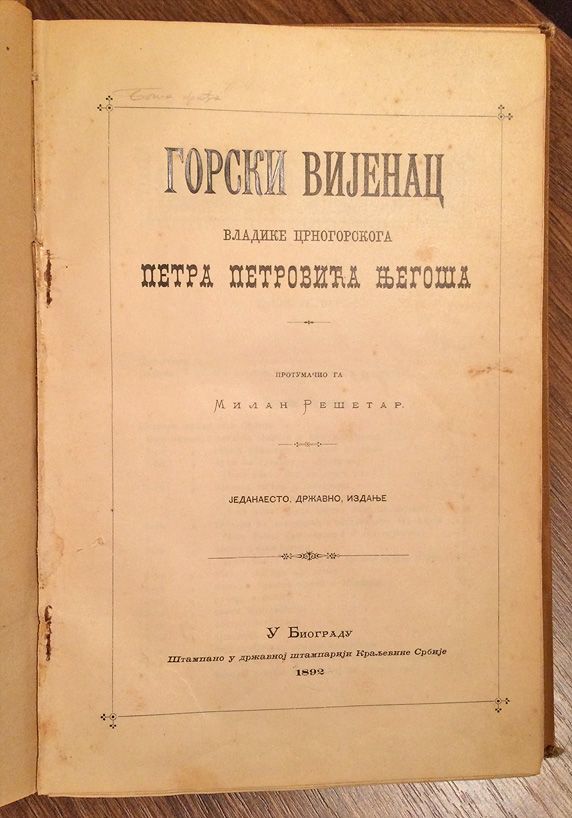 ГОРСКИ ВИЈЕНАЦ
ВЛАДИКЕ ЦРНОГОРСКОГА
ПЕТРА ПЕТРОВИЋА ЊЕГОША
ПРОТУМАЧИО ГА
МИЛАН РЕШЕТАР.
ЈЕДАНАЕСТО, ДРЖАВНО, ИЗДАЊЕ
У БИОГРАДУ
Штампано у државној штампарији Краљевине Србије
1892